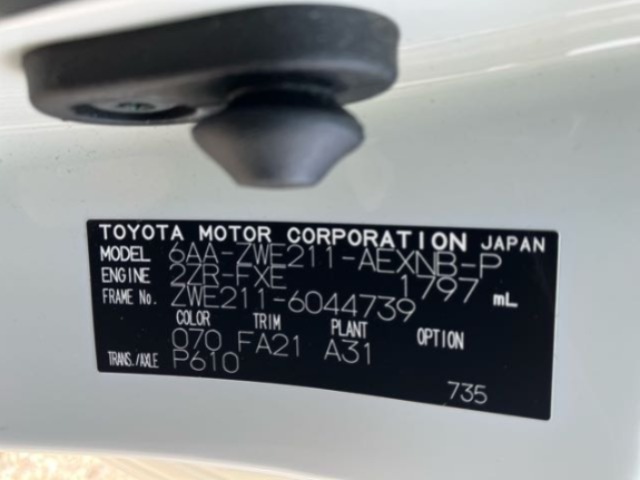 TOYOTA MOTOR CORPORATION JAPAN
MODEL 6AA-ZWE211-AEXNB-P
ENGINE 2ZR-FXE 1797 mL
FRAME No. ZWE211-6044739
COLOR TRIM PLANT OPTION
070 FA21 A31
TRANS./AXLE P610
735